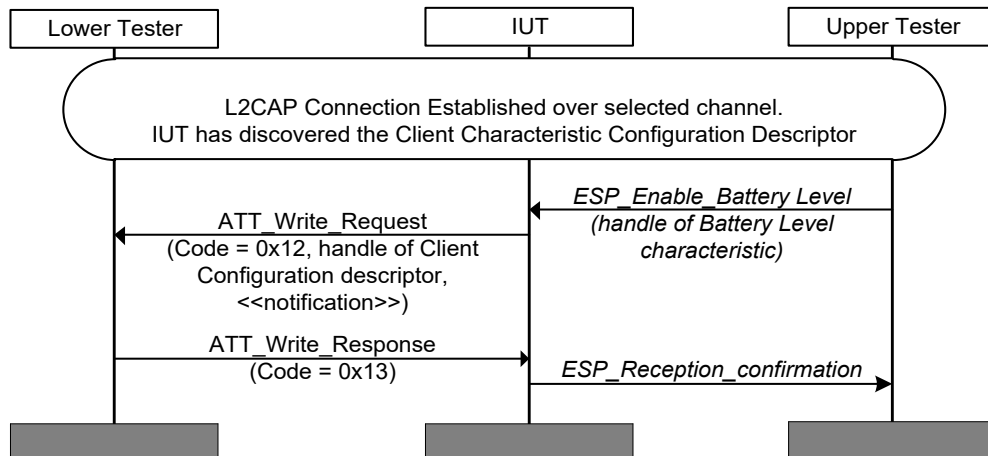 Lower Tester
IUT
Upper Tester
L2CAP Connection Established over selected channel.
IUT has discovered the Client Characteristic Configuration Descriptor
ESP_Enable_Battery Level
(handle of Battery Level
characteristic)
ATT_Write_Request
(Code = 0x12, handle of Client
Configuration descriptor,
<<notification>>)
ATT_Write_Response
(Code = 0x13)
ESP_Reception_confirmation